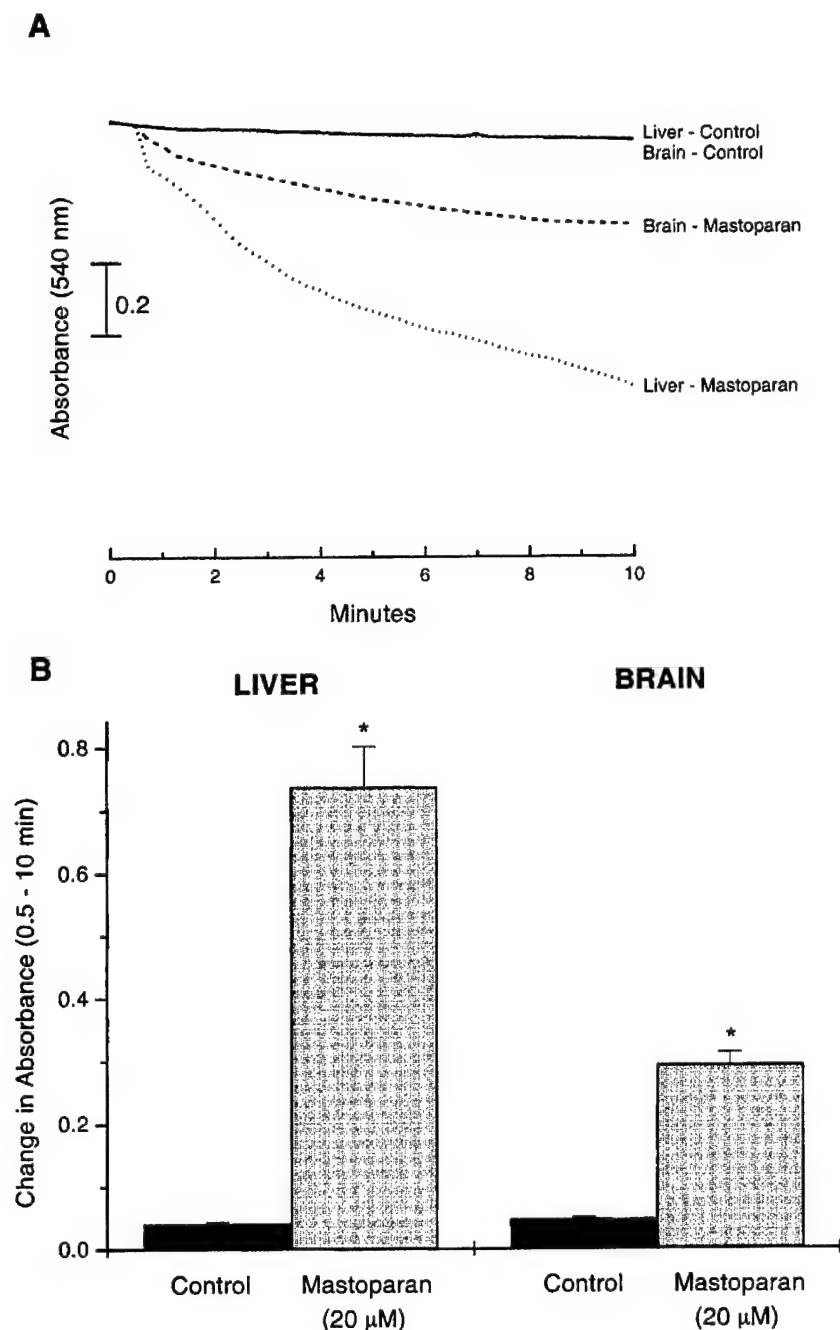 A
Absorbance (540 nm)
0.2
Liver - Control
Brain - Control
Brain - Mastoparan
Liver - Mastoparan
0 2 4 6 8 10
Minutes
B
LIVER BRAIN
Change in Absorbance (0.5 - 10 min)
0.8
0.6
0.4
0.2
0.0
* *
Control Mastoparan Control Mastoparan
(20 µM) (20 µM)